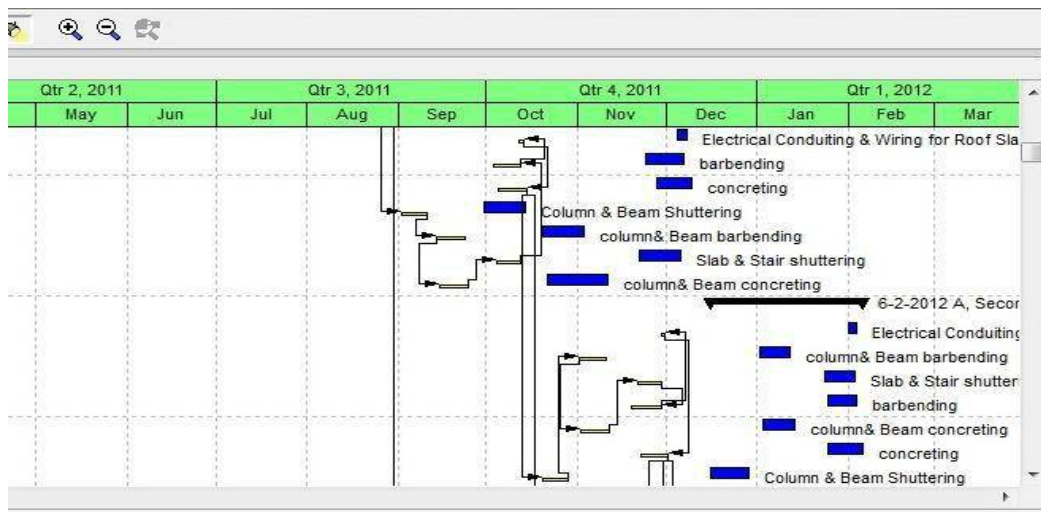 Qtr 2, 2011 Qtr 3, 2011 Qtr 4, 2011 Qtr 1, 2012
May Jun Jul Aug Sep Oct Nov Dec Jan Feb Mar
Electrical Conduiting & Wiring for Roof Sla
barbending
concreting
Column & Beam Shuttering
column& Beam barbending
Slab & Stair shuttering
column& Beam concreting
6-2-2012 A, Secor
Electrical Conduiting
column& Beam barbending
Slab & Stair shutter
barbending
column& Beam concreting
concreting
Column & Beam Shuttering